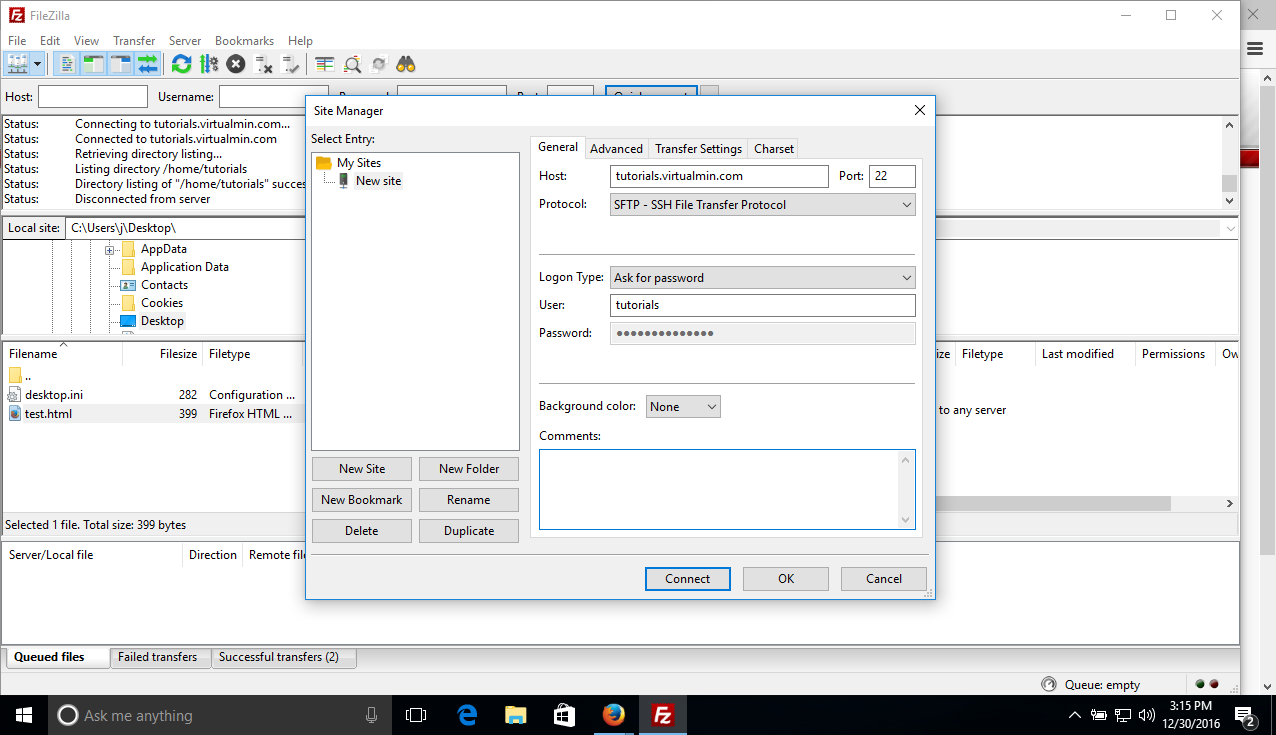 FileZilla
File Edit View Transfer Server Bookmarks Help
Host: Username:
Status: Connecting to tutorials.virtualmin.com...
Status: Connected to tutorials.virtualmin.com
Status: Retrieving directory listing...
Status: Listing directory /home/tutorials
Status: Directory listing of "/home/tutorials" succe
Status: Disconnected from server
Local site: C:\Users\j\Desktop\
AppData
Application Data
Contacts
Cookies
Desktop
Filename Filesize Filetype
..
desktop.ini 282 Configuration ...
test.html 399 Firefox HTML ...
Selected 1 file. Total size: 399 bytes
Site Manager
Select Entry:
My Sites
New site
New Site New Folder
New Bookmark Rename
Delete Duplicate
General Advanced Transfer Settings Charset
Host: tutorials.virtualmin.com Port: 22
Protocol: SFTP - SSH File Transfer Protocol
Logon Type: Ask for password
User: tutorials
Password: ●●●●●●●●●●●●●●
Background color: None
Comments:
Connect OK Cancel
ize Filetype Last modified Permissions Ow
to any server
Server/Local file Direction Remote file
Queued files Failed transfers Successful transfers (2)
Queue: empty
Ask me anything
3:15 PM
12/30/2016
2